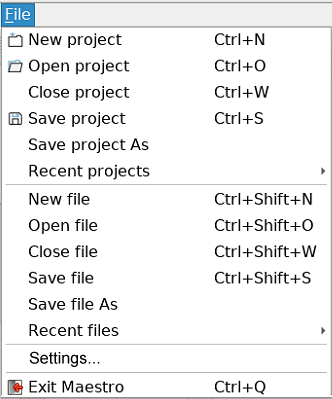 File
New project Ctrl+N
Open project Ctrl+O
Close project Ctrl+W
Save project Ctrl+S
Save project As
Recent projects
New file Ctrl+Shift+N
Open file Ctrl+Shift+O
Close file Ctrl+Shift+W
Save file Ctrl+Shift+S
Save file As
Recent files
Settings...
Exit Maestro Ctrl+Q